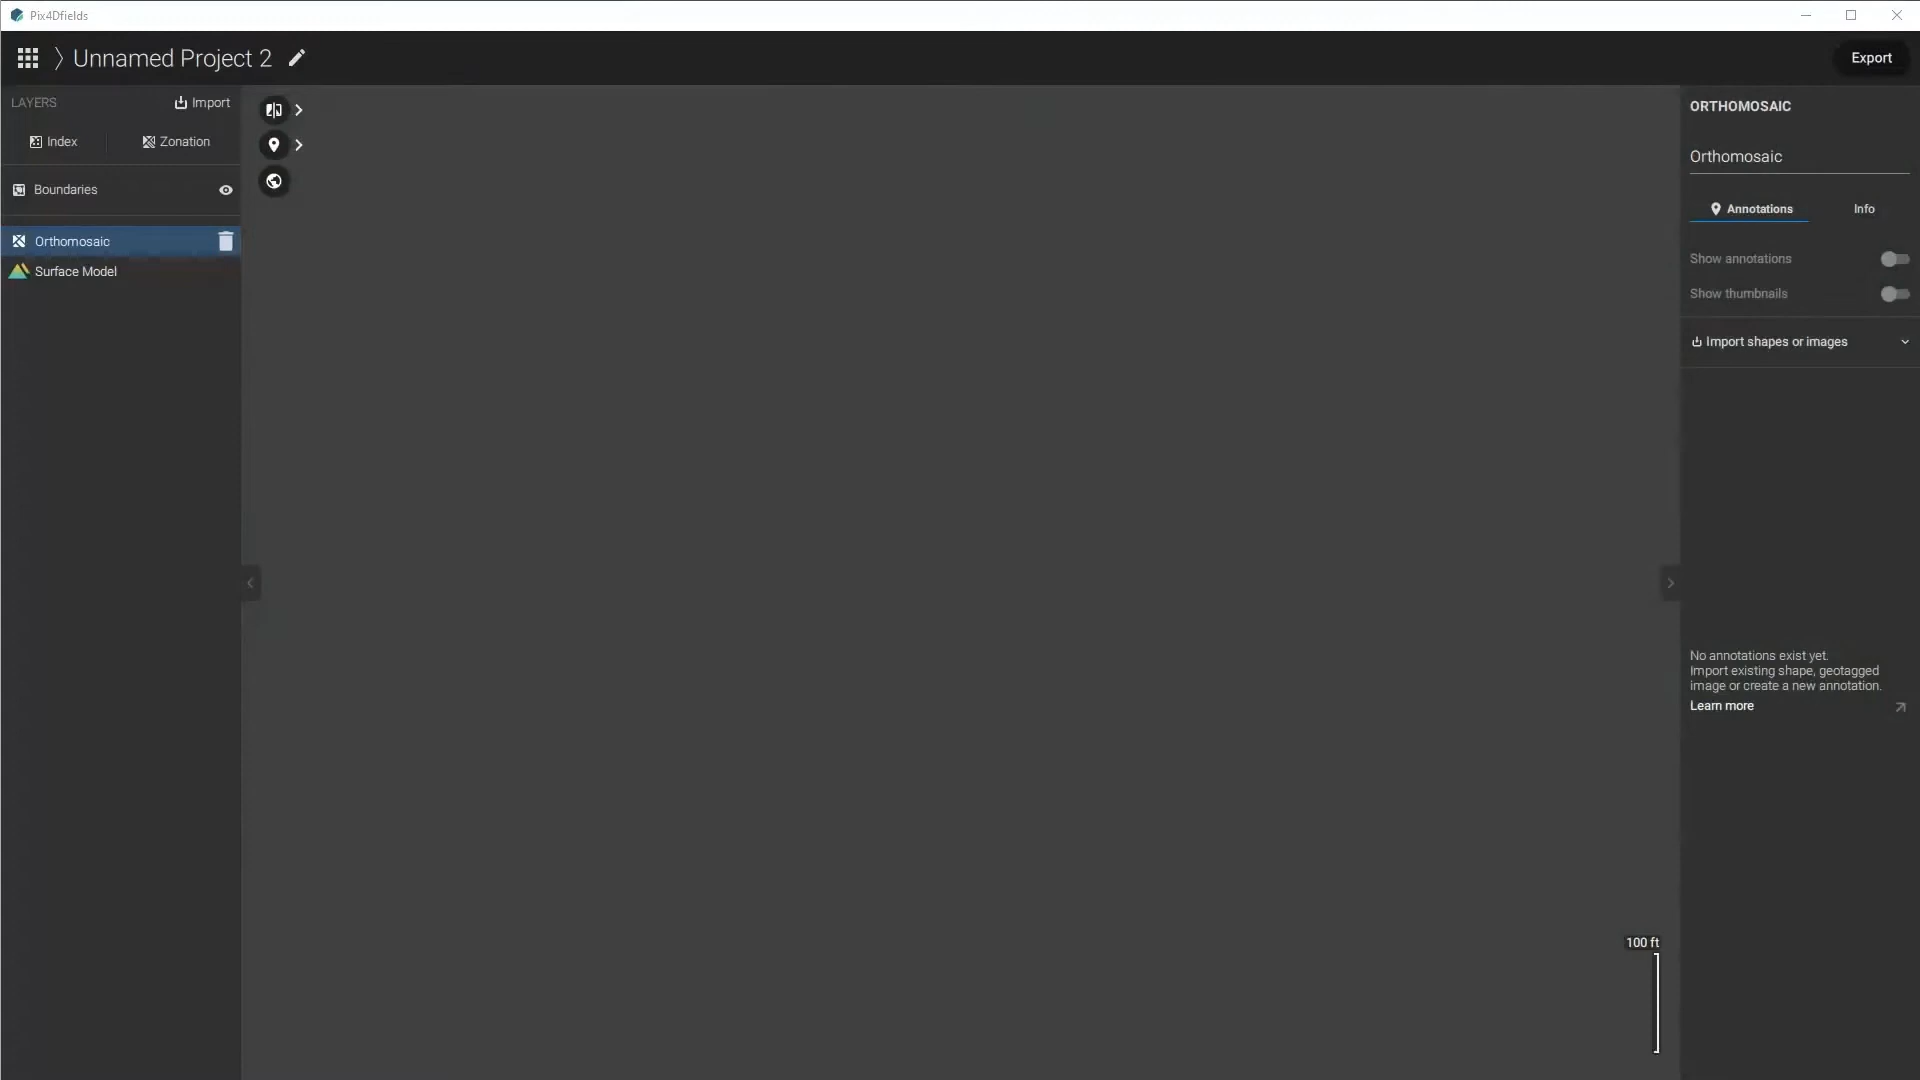 Pix4Dfields
Unnamed Project 2
Export
LAYERS
Import
Index
Zonation
Boundaries
Orthomosaic
Surface Model
100 ft
ORTHOMOSAIC
Orthomosaic
Annotations
Info
Show annotations
Show thumbnails
Import shapes or images
No annotations exist yet.
Import existing shape, geotagged
image or create a new annotation.
Learn more